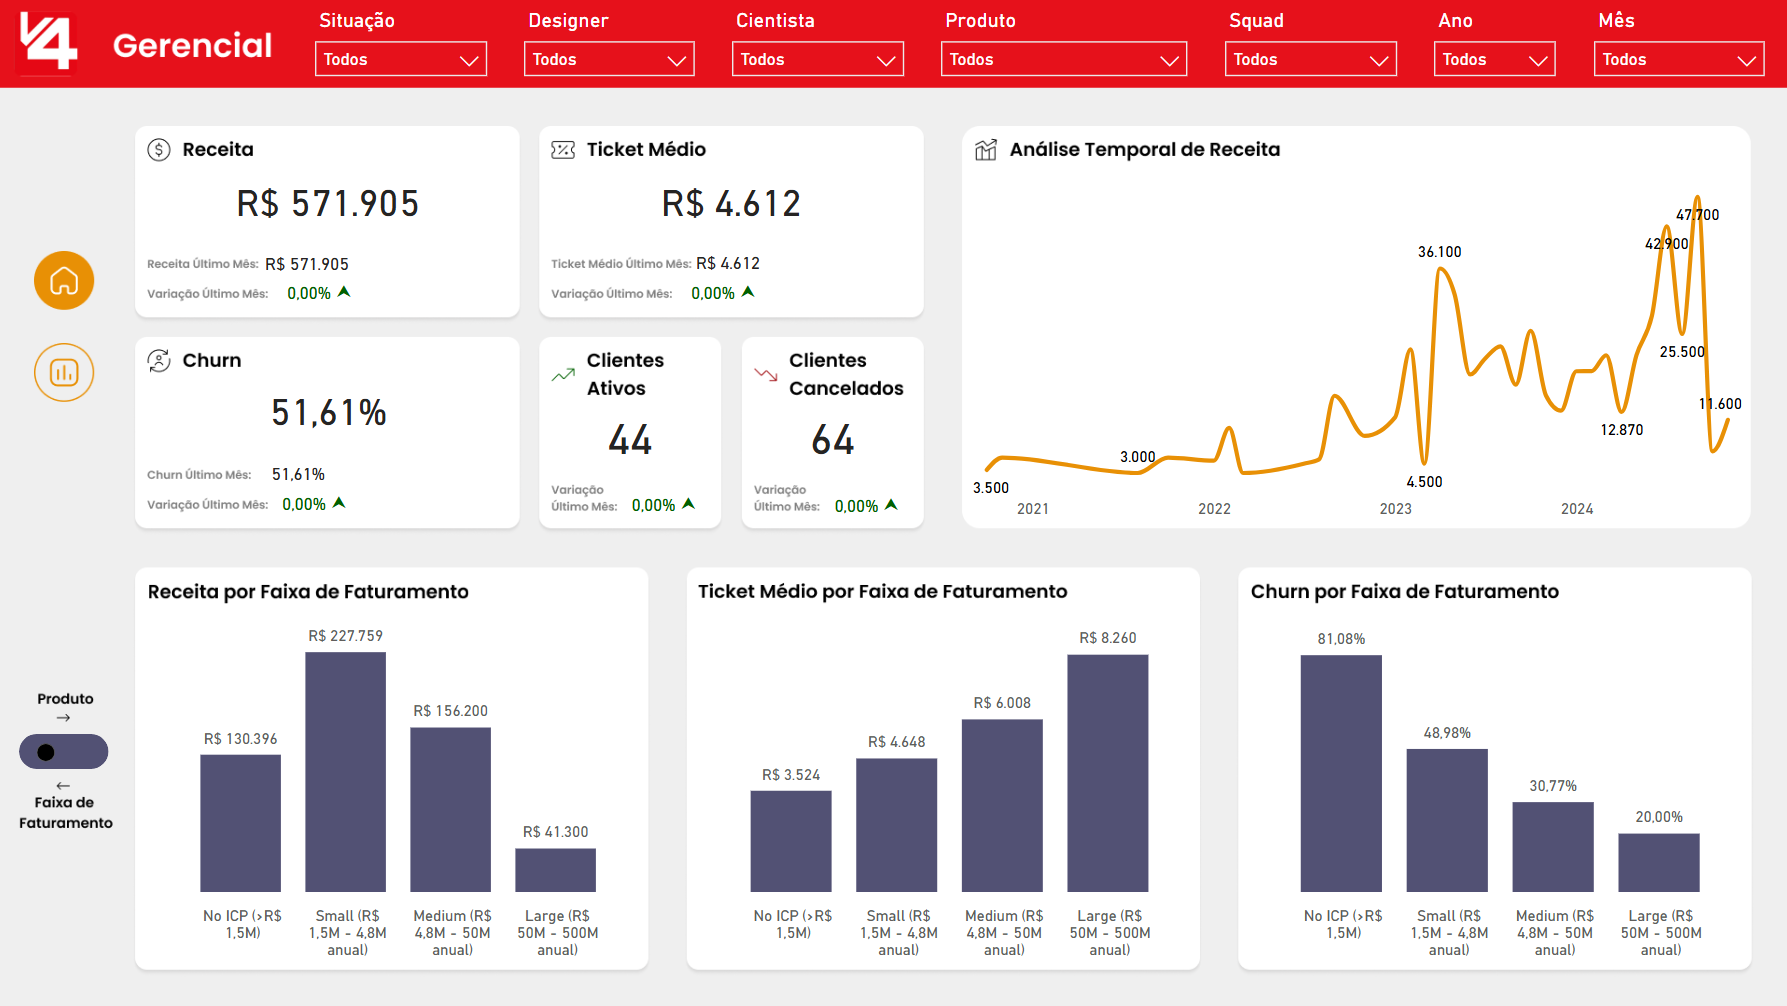 V4
Gerencial
Situação
Todos
Designer
Todos
Cientista
Todos
Produto
Todos
Squad
Todos
Ano
Todos
Mês
Todos
Receita
R$ 571.905
Receita Último Mês: R$ 571.905
Variação Último Mês: 0,00%
Ticket Médio
R$ 4.612
Ticket Médio Último Mês: R$ 4.612
Variação Último Mês: 0,00%
Churn
51,61%
Churn Último Mês: 51,61%
Variação Último Mês: 0,00%
Clientes
Ativos
44
Variação
Último Mês: 0,00%
Clientes
Cancelados
64
Variação
Último Mês: 0,00%
Análise Temporal de Receita
47.700
42.900
36.100
25.500
11.600
12.870
3.000
4.500
3.500
2021
2022
2023
2024
Produto
→
←
Faixa de
Faturamento
Receita por Faixa de Faturamento
R$ 227.759
R$ 156.200
R$ 130.396
R$ 41.300
No ICP (>R$
1,5M)
Small (R$
1,5M - 4,8M
anual)
Medium (R$
4,8M - 50M
anual)
Large (R$
50M - 500M
anual)
Ticket Médio por Faixa de Faturamento
R$ 8.260
R$ 6.008
R$ 4.648
R$ 3.524
No ICP (>R$
1,5M)
Small (R$
1,5M - 4,8M
anual)
Medium (R$
4,8M - 50M
anual)
Large (R$
50M - 500M
anual)
Churn por Faixa de Faturamento
81,08%
48,98%
30,77%
20,00%
No ICP (>R$
1,5M)
Small (R$
1,5M - 4,8M
anual)
Medium (R$
4,8M - 50M
anual)
Large (R$
50M - 500M
anual)